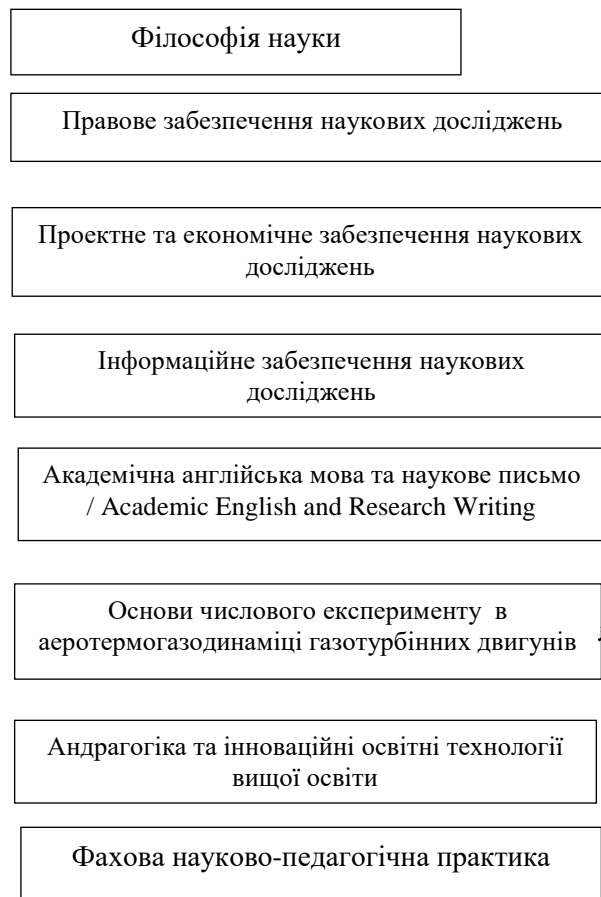 Філософія науки
Правове забезпечення наукових досліджень
Проектне та економічне забезпечення наукових
досліджень
Інформаційне забезпечення наукових
досліджень
Академічна англійська мова та наукове письмо
/ Academic English and Research Writing
Основи числового експерименту в
аеротермогазодинаміці газотурбінних двигунів
Андрагогіка та інноваційні освітні технології
вищої освіти
Фахова науково-педагогічна практика